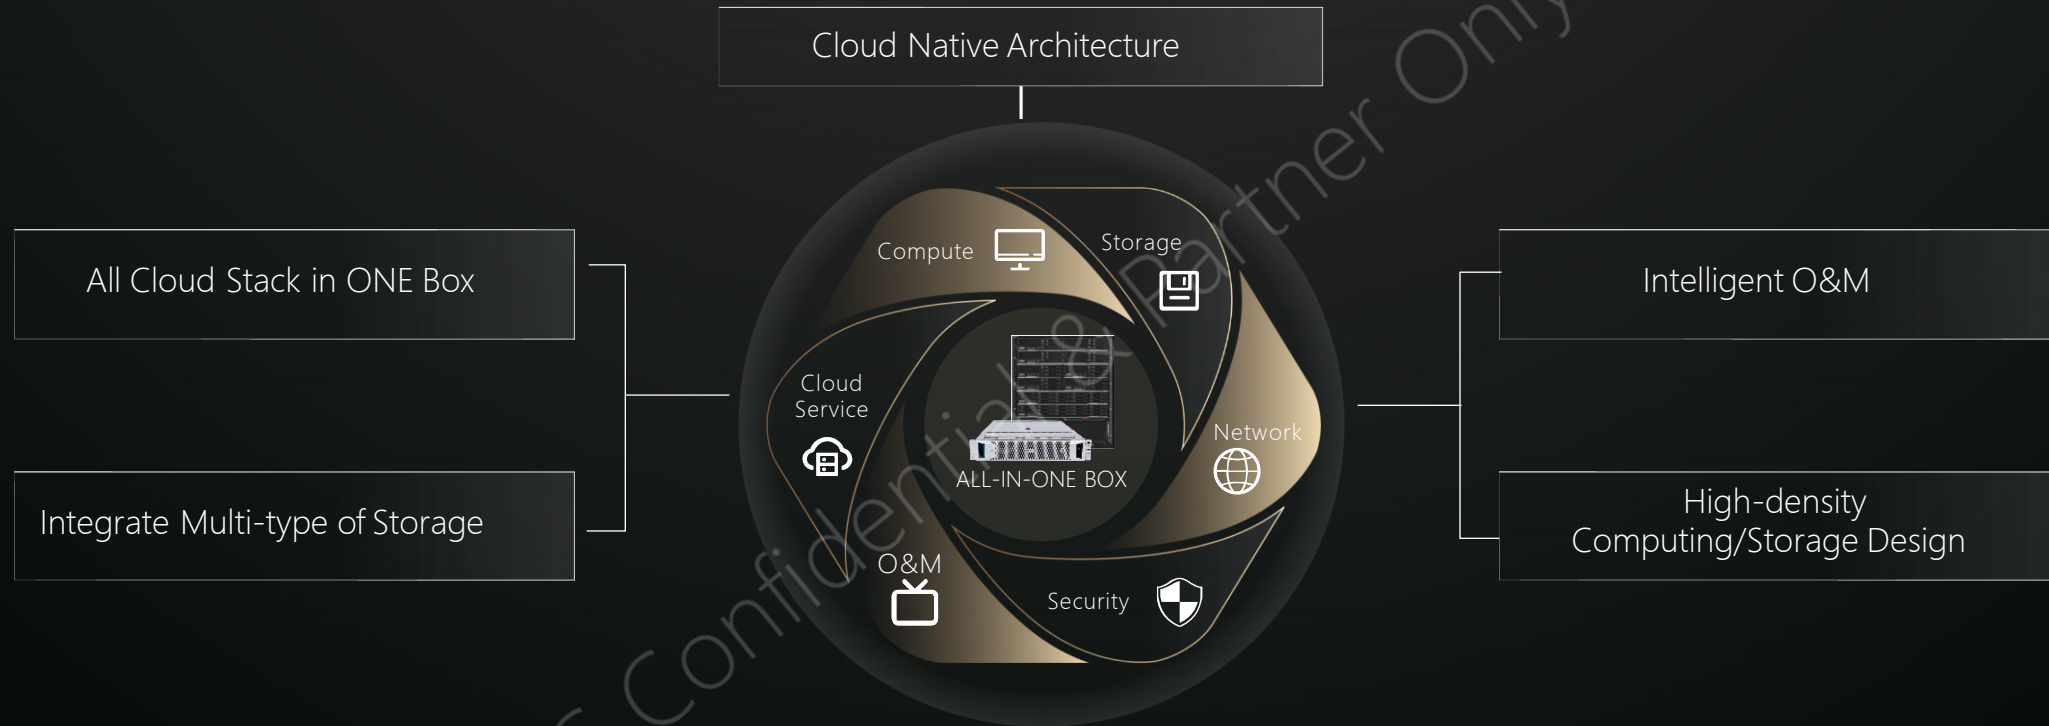 Cloud Native Architecture
All Cloud Stack in ONE Box
Integrate Multi-type of Storage
Compute
Storage
Cloud
Service
Network
ALL-IN-ONE BOX
O&M
Security
Intelligent O&M
High-density
Computing/Storage Design
Confidential & Partner Only